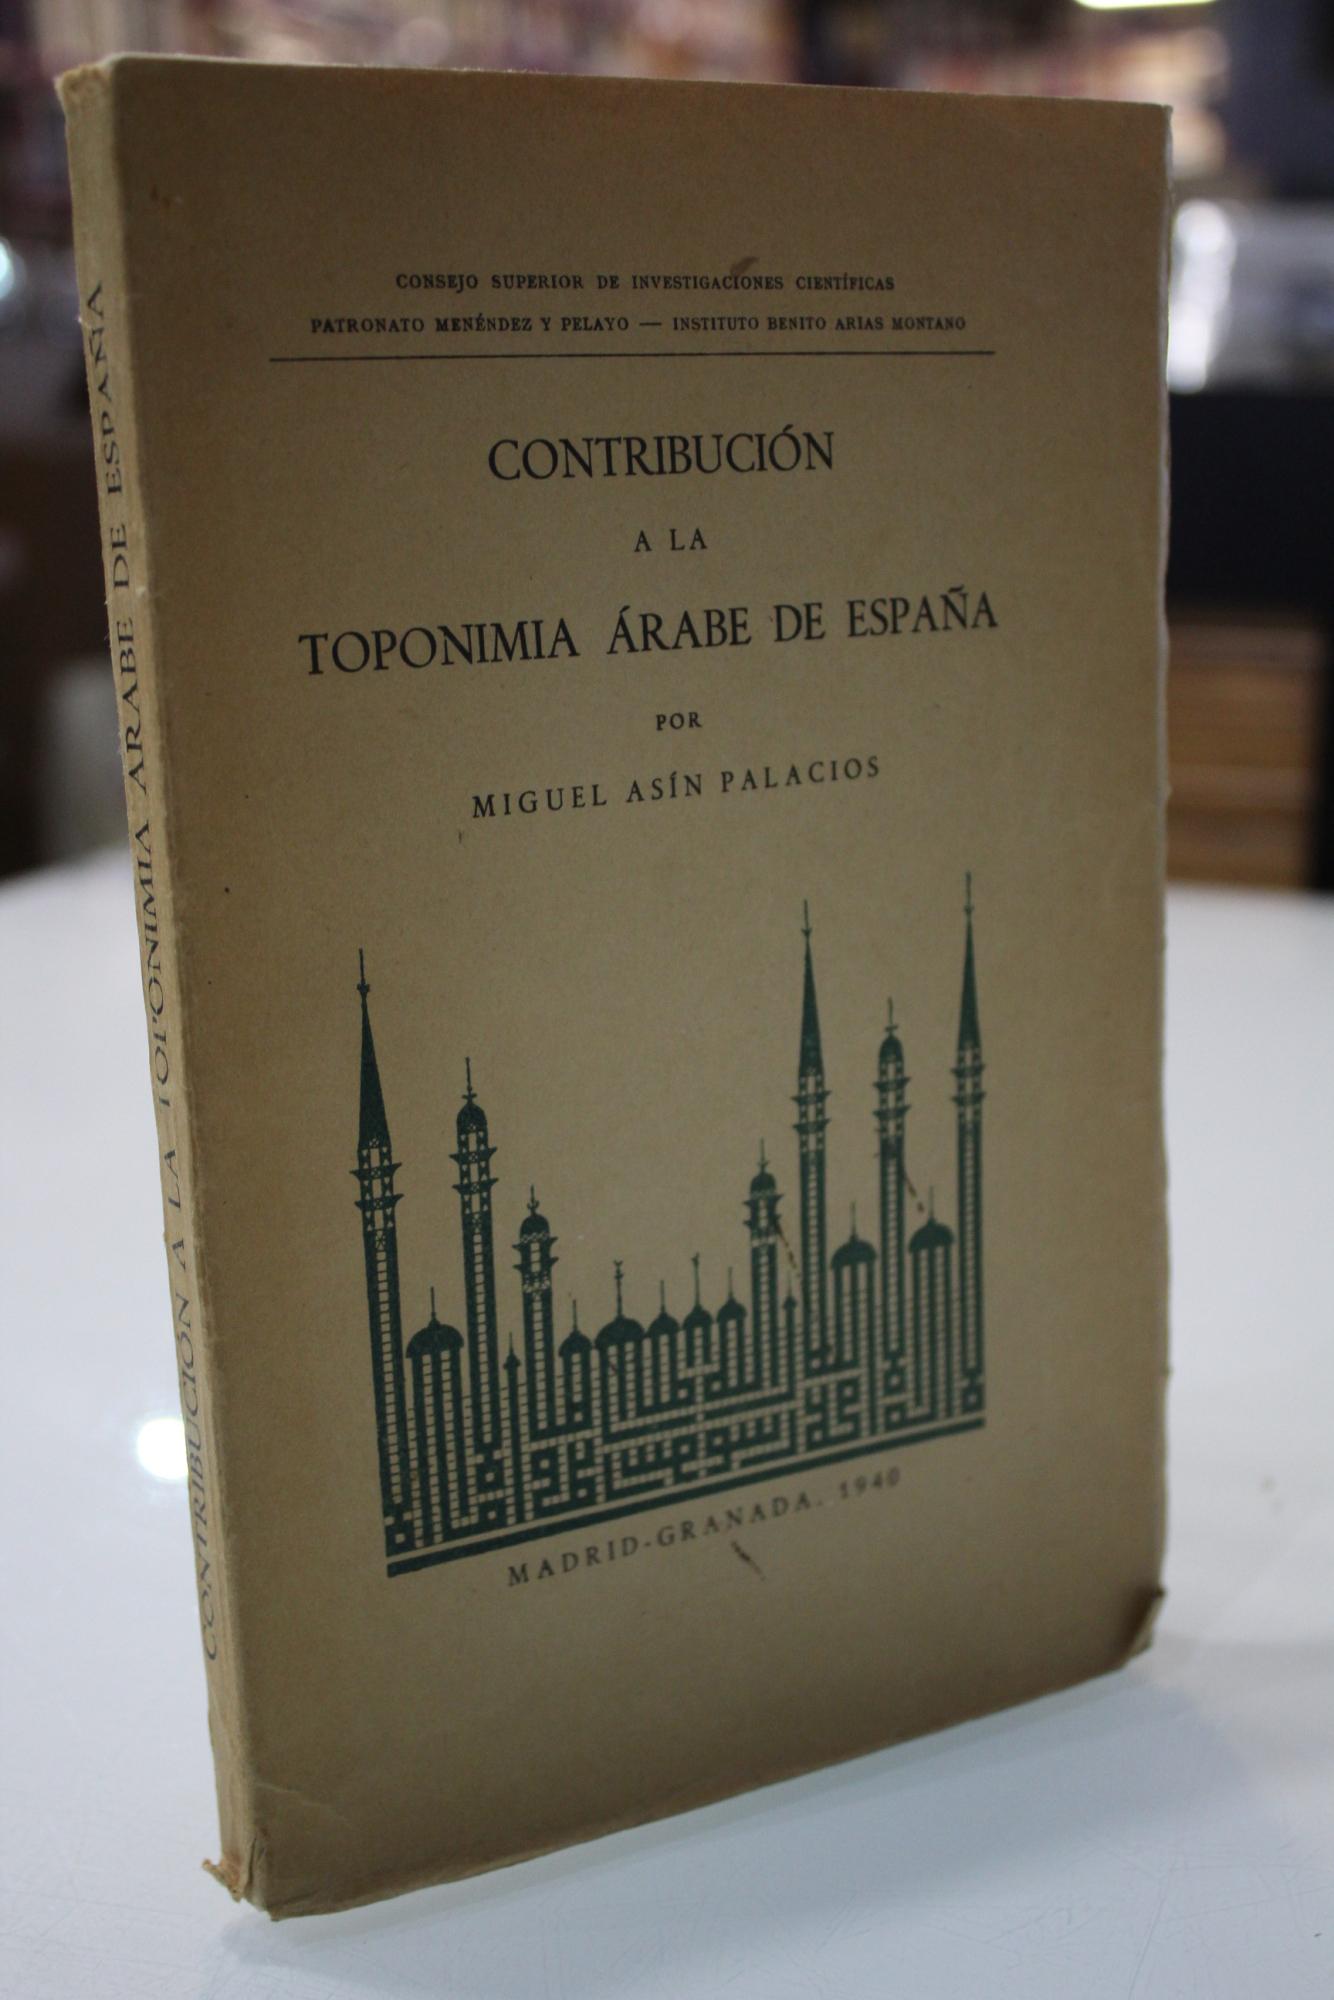 CONSEJO SUPERIOR DE INVESTIGACIONES CIENTÍFICAS
PATRONATO MENÉNDEZ Y PELAYO — INSTITUTO BENITO ARIAS MONTANO
CONTRIBUCIÓN
A LA
TOPONIMIA ÁRABE DE ESPAÑA
POR
MIGUEL ASÍN PALACIOS
MADRID-GRANADA. 1940
CONTRIBUCIÓN A LA TOPONIMIA ARABE DE ESPAÑA